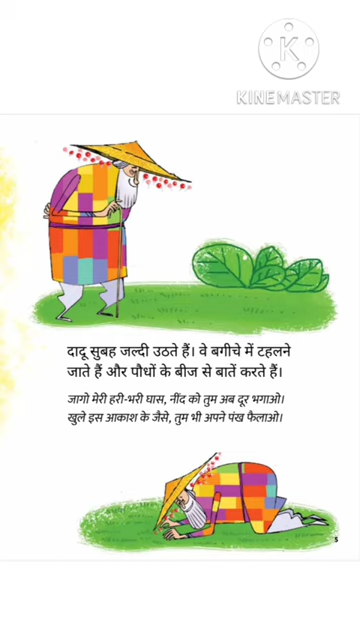 K
KINEMASTER
दादू सुबह जल्दी उठते हैं। वे बगीचे में टहलने
जाते हैं और पौधों के बीज से बातें करते हैं।
जागो मेरी हरी-भरी घास, नींद को तुम अब दूर भगाओ।
खुले इस आकाश के जैसे, तुम भी अपने पंख फैलाओ।
5